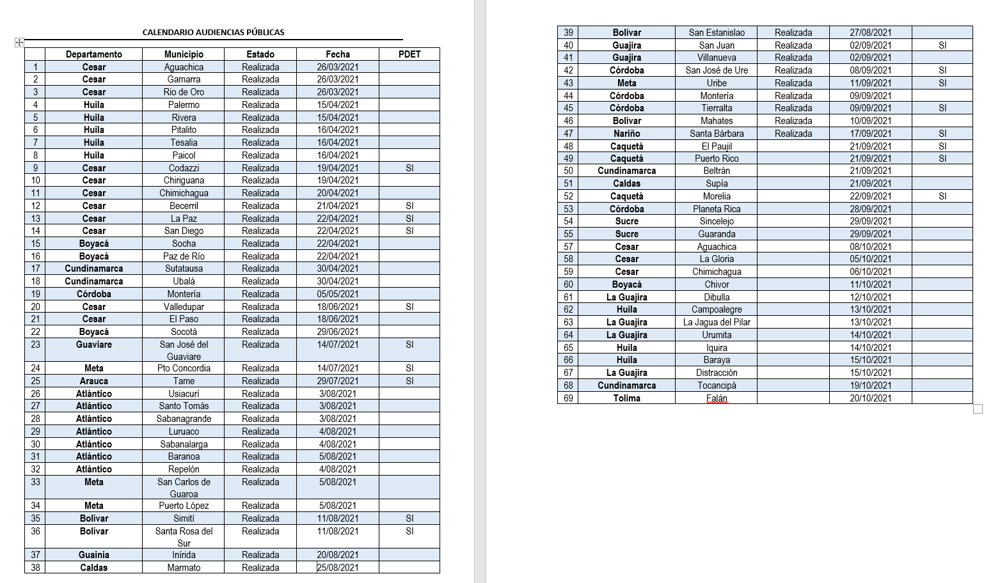 CALENDARIO AUDIENCIAS PÚBLICAS
Departamento Municipio Estado Fecha PDET
1 Cesar Aguachica Realizada 26/03/2021
2 Cesar Gamarra Realizada 26/03/2021
3 Cesar Rio de Oro Realizada 26/03/2021
4 Huila Palermo Realizada 15/04/2021
5 Huila Rivera Realizada 15/04/2021
6 Huila Pitalito Realizada 16/04/2021
7 Huila Tesalia Realizada 16/04/2021
8 Huila Paicol Realizada 16/04/2021
9 Cesar Codazzi Realizada 19/04/2021 SI
10 Cesar Chiriguana Realizada 19/04/2021
11 Cesar Chimichagua Realizada 20/04/2021
12 Cesar Becerril Realizada 21/04/2021 SI
13 Cesar La Paz Realizada 22/04/2021 SI
14 Cesar San Diego Realizada 22/04/2021 SI
15 Boyacá Socha Realizada 22/04/2021
16 Boyacá Paz de Río Realizada 22/04/2021
17 Cundinamarca Sutatausa Realizada 30/04/2021
18 Cundinamarca Ubalá Realizada 30/04/2021
19 Córdoba Montería Realizada 05/05/2021
20 Cesar Valledupar Realizada 18/06/2021 SI
21 Cesar El Paso Realizada 18/06/2021
22 Boyacá Socotá Realizada 29/06/2021
23 Guaviare San José del Realizada 14/07/2021 SI
Guaviare
24 Meta Pto Concordia Realizada 14/07/2021 SI
25 Arauca Tame Realizada 29/07/2021 SI
26 Atlántico Usiacurí Realizada 3/08/2021
27 Atlántico Santo Tomás Realizada 3/08/2021
28 Atlántico Sabanagrande Realizada 3/08/2021
29 Atlántico Luruaco Realizada 4/08/2021
30 Atlántico Sabanalarga Realizada 4/08/2021
31 Atlántico Baranoa Realizada 5/08/2021
32 Atlántico Repelón Realizada 4/08/2021
33 Meta San Carlos de Realizada 5/08/2021
Guaroa
34 Meta Puerto López Realizada 5/08/2021
35 Bolívar Simití Realizada 11/08/2021 SI
36 Bolívar Santa Rosa del Realizada 11/08/2021 SI
Sur
37 Guainía Inírida Realizada 20/08/2021
38 Caldas Marmato Realizada 25/08/2021
39 Bolívar San Estanislao Realizada 27/08/2021
40 Guajira San Juan Realizada 02/09/2021 SI
41 Guajira Villanueva Realizada 02/09/2021
42 Córdoba San José de Ure Realizada 08/09/2021 SI
43 Meta Uribe Realizada 11/09/2021 SI
44 Córdoba Montería Realizada 09/09/2021
45 Córdoba Tierralta Realizada 09/09/2021 SI
46 Bolívar Mahates Realizada 10/09/2021
47 Nariño Santa Bárbara Realizada 17/09/2021 SI
48 Caquetá El Paujil 21/09/2021 SI
49 Caquetá Puerto Rico 21/09/2021 SI
50 Cundinamarca Beltrán 21/09/2021
51 Caldas Supía 21/09/2021
52 Caquetá Morelia 22/09/2021 SI
53 Córdoba Planeta Rica 28/09/2021
54 Sucre Sincelejo 29/09/2021
55 Sucre Guaranda 29/09/2021
57 Cesar Aguachica 08/10/2021
58 Cesar La Gloria 05/10/2021
59 Cesar Chimichagua 06/10/2021
60 Boyacá Chivor 11/10/2021
61 La Guajira Dibulla 12/10/2021
62 Huila Campoalegre 13/10/2021
63 La Guajira La Jagua del Pilar 13/10/2021
64 La Guajira Urumita 14/10/2021
65 Huila Iquira 14/10/2021
66 Huila Baraya 15/10/2021
67 La Guajira Distracción 15/10/2021
68 Cundinamarca Tocancipá 19/10/2021
69 Tolima Falán 20/10/2021